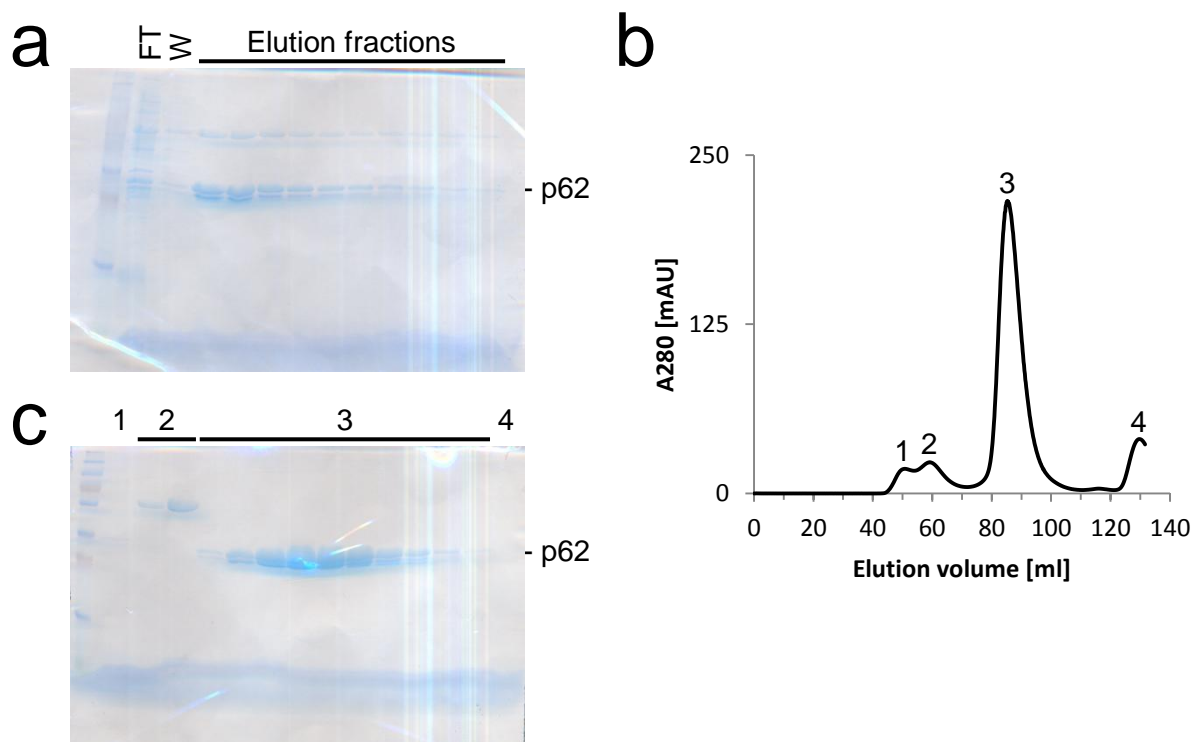 a
FT
W
Elution fractions
- p62
b
250
125
0
A280 [mAU]
1
2
3
4
0 20 40 60 80 100 120 140
Elution volume [ml]
c
1 2 3 4
- p62